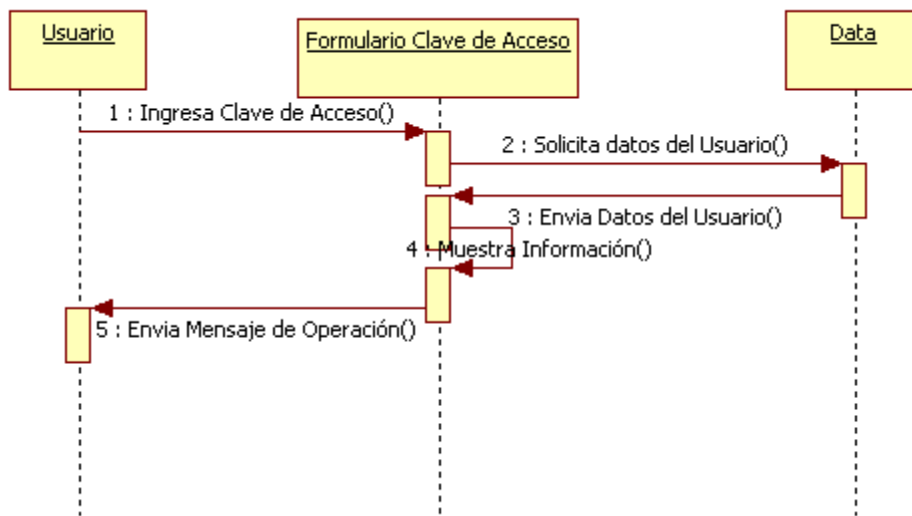 Usuario
Formulario Clave de Acceso
Data
1 : Ingresa Clave de Acceso()
2 : Solicita datos del Usuario()
3 : Envia Datos del Usuario()
4 : Muestra Información()
5 : Envia Mensaje de Operación()